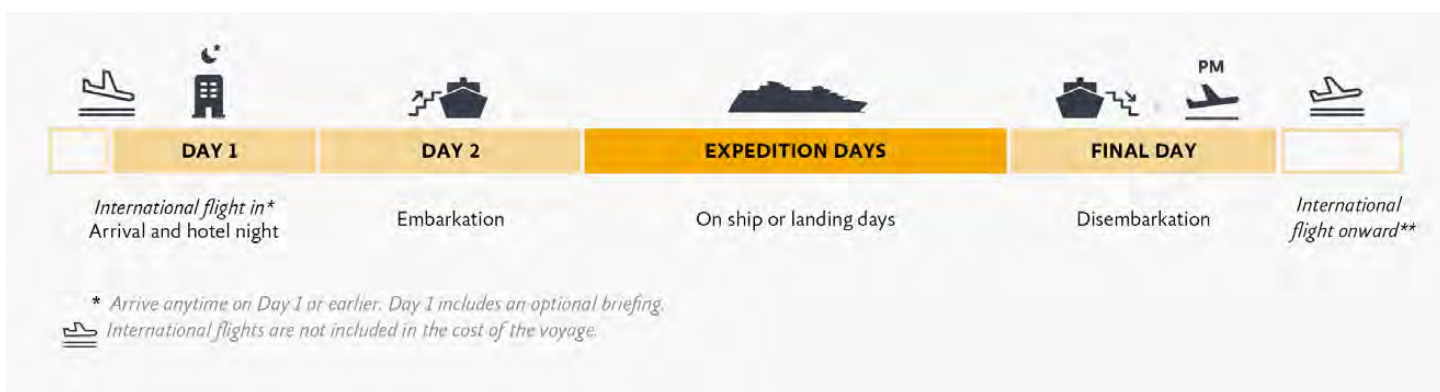 PM
DAY 1
DAY 2
EXPEDITION DAYS
FINAL DAY
International flight in*
Arrival and hotel night
Embarkation
On ship or landing days
Disembarkation
International
flight onward**
* Arrive anytime on Day 1 or earlier. Day 1 includes an optional briefing.
International flights are not included in the cost of the voyage.